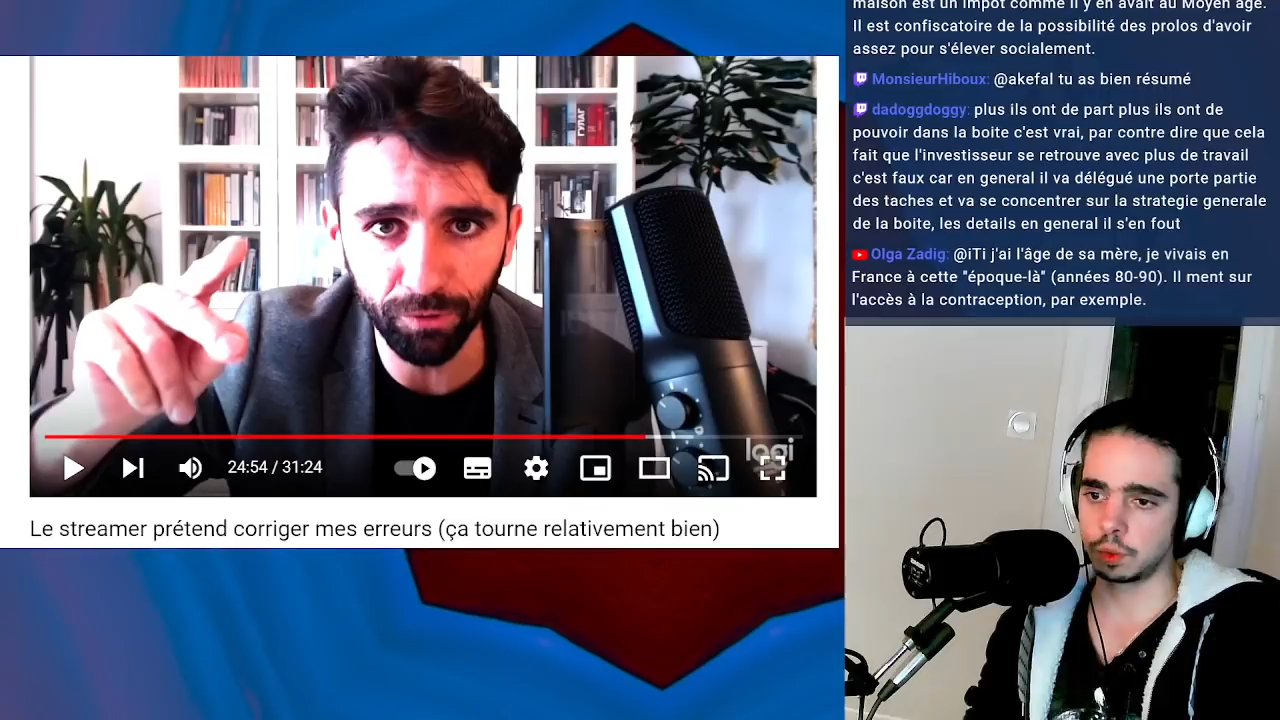 ГУЛАГ
logi
24:54 / 31:24
Le streamer prétend corriger mes erreurs (ça tourne relativement bien)
maison est un impôt comme il y en avait au Moyen age.
Il est confiscatoire de la possibilité des prolos d'avoir
assez pour s'élever socialement.
MonsieurHiboux: @akefal tu as bien résumé
dadoggdoggy: plus ils ont de part plus ils ont de
pouvoir dans la boite c'est vrai, par contre dire que cela
fait que l'investisseur se retrouve avec plus de travail
c'est faux car en general il va délégué une porte partie
des taches et va se concentrer sur la strategie generale
de la boite, les details en general il s'en fout
Olga Zadig: @iTi j'ai l'âge de sa mère, je vivais en
France à cette "époque-là" (années 80-90). Il ment sur
l'accès à la contraception, par exemple.